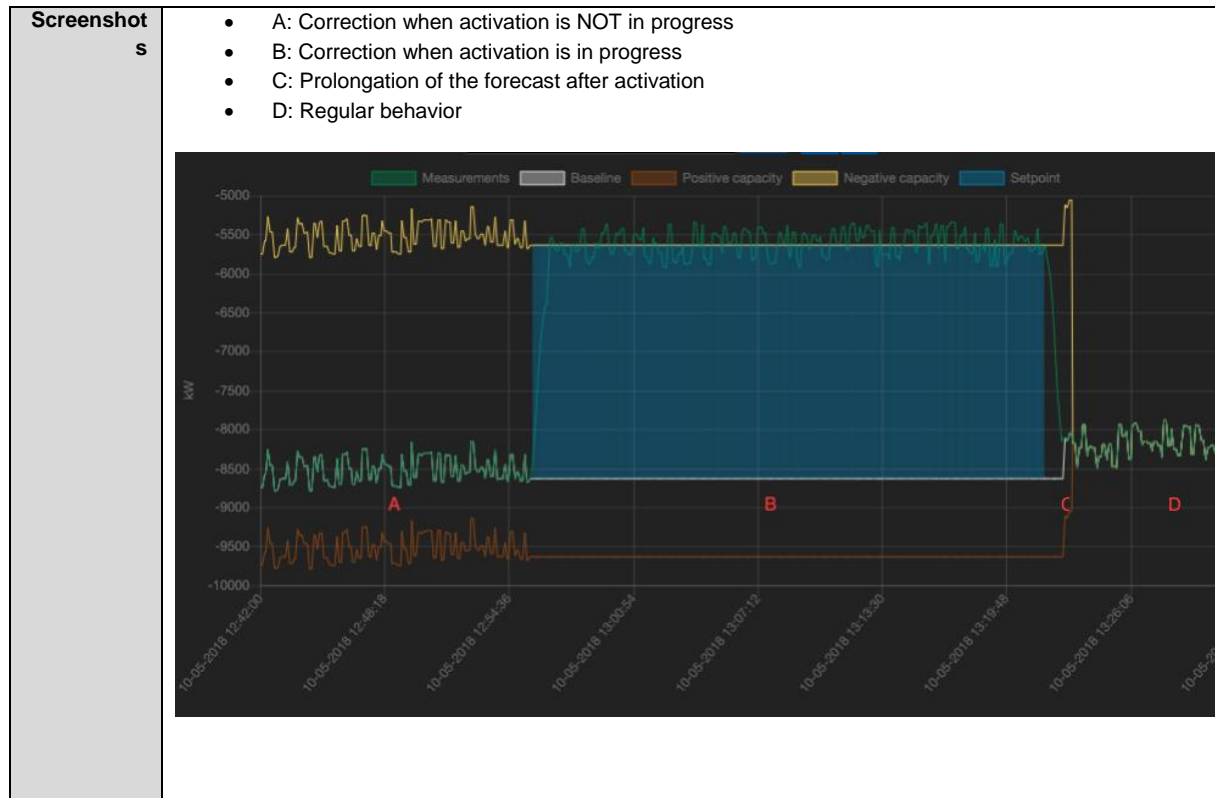 Screenshot
s
• A: Correction when activation is NOT in progress
• B: Correction when activation is in progress
• C: Prolongation of the forecast after activation
• D: Regular behavior
Measurements Baseline Positive capacity Negative capacity Setpoint
-5000
-5500
-6000
-6500
-7000
-7500
-8000
-8500
-9000
-9500
-10000
kW
A B C D
10-05-2018 12:42:00
10-05-2018 12:48:18
10-05-2018 12:54:36
10-05-2018 13:00:54
10-05-2018 13:07:12
10-05-2018 13:13:30
10-05-2018 13:19:48
10-05-2018 13:26:06
10-05-20